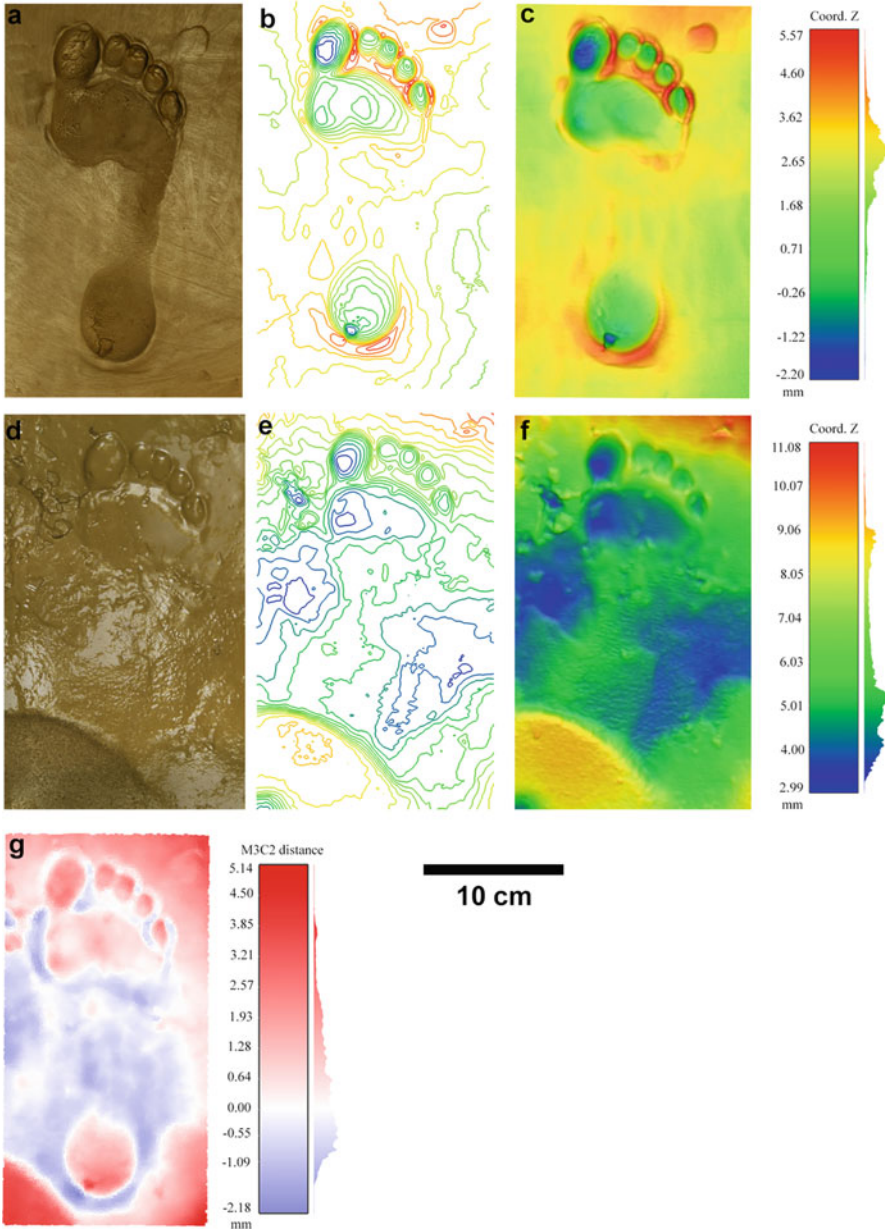 a
b
c
Coord. Z
5.57
4.60
3.62
2.65
1.68
0.71
-0.26
-1.22
-2.20
mm
d
e
f
Coord. Z
11.08
10.07
9.06
8.05
7.04
6.03
5.01
4.00
2.99
mm
g
M3C2 distance
5.14
4.50
3.85
3.21
2.57
1.93
1.28
0.64
0.00
-0.55
-1.09
-2.18
mm
10 cm